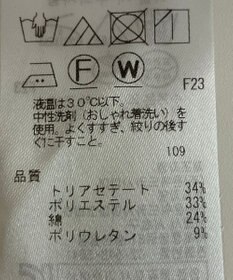 F
W
F23
液温は30℃以下。
中性洗剤（おしゃれ着洗い）を
使用。よくすすぎ、絞りの後す
ぐに干すこと。
109
品質
トリアセテート 34%
ポリエステル 33%
綿 24%
ポリウレタン 9%